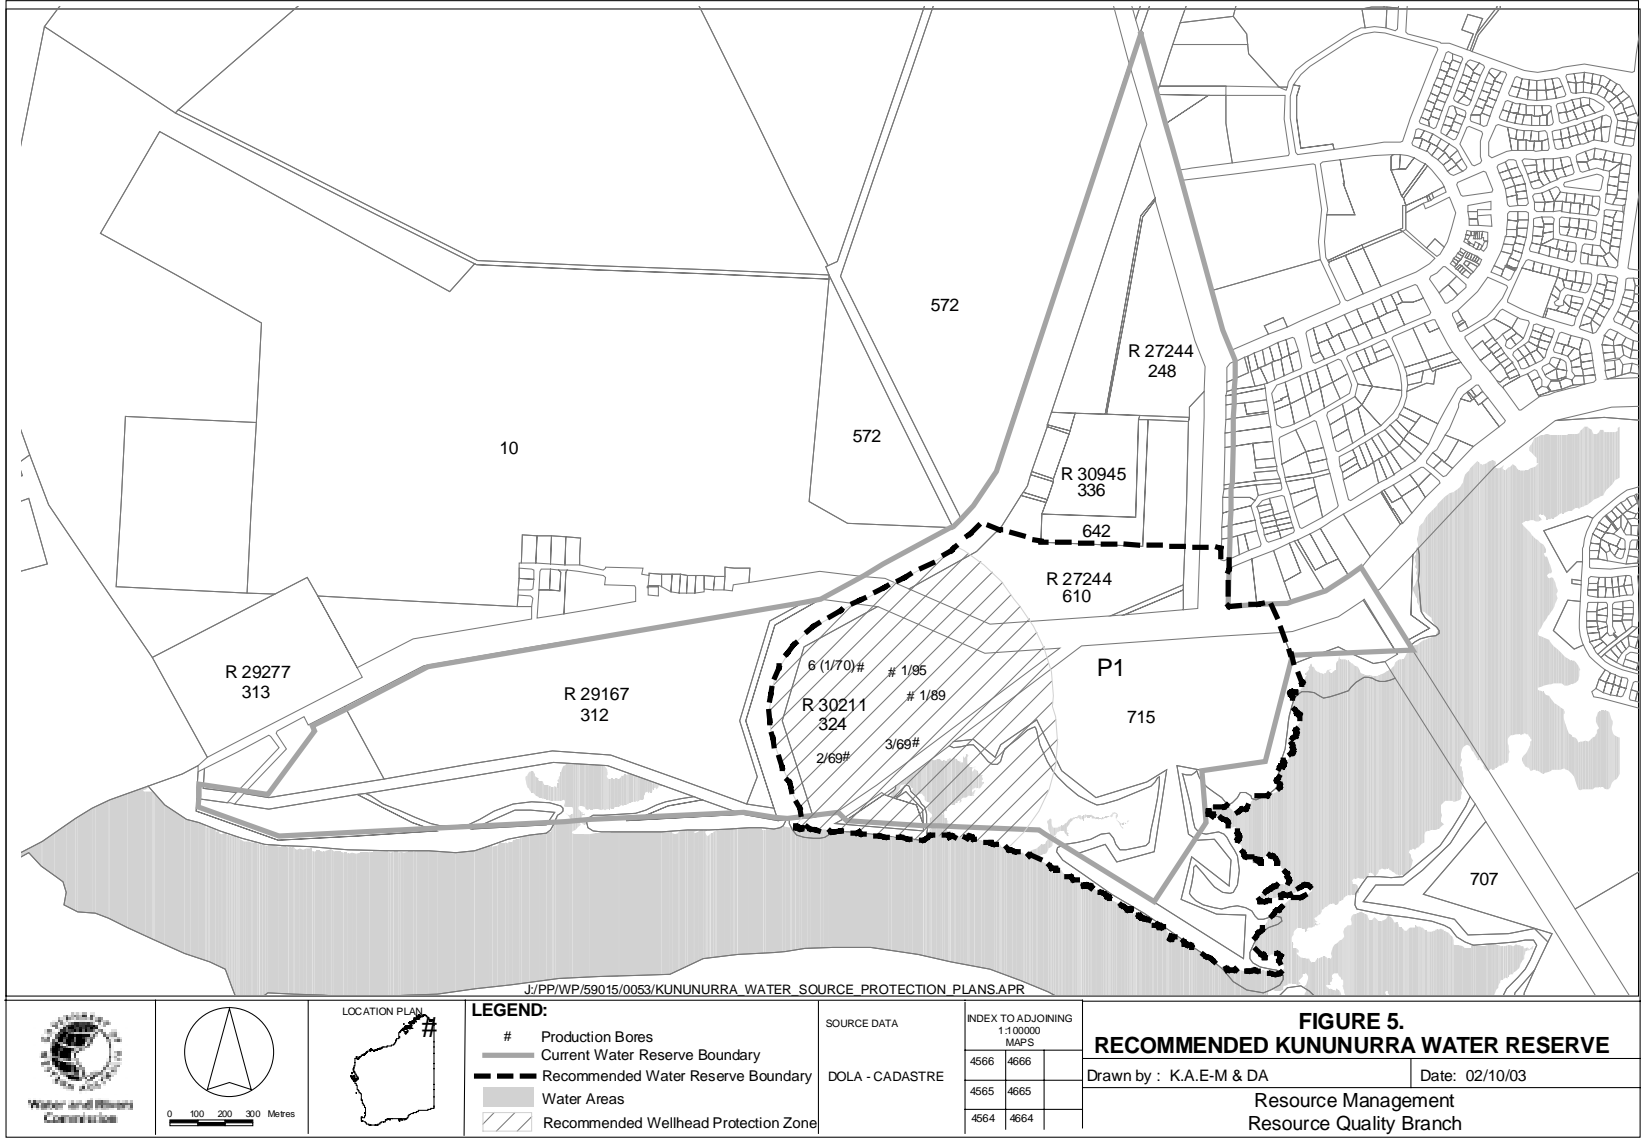 572
R 27244
248
572
10
R 30945
336
642
R 27244
610
R 29277
313
R 29167
312
6 (1/70)#
# 1/95
# 1/89
R 30211
324
P1
715
3/69#
2/69#
707
J:/PP/WP/59015/0053/KUNUNURRA_WATER_SOURCE_PROTECTION_PLANS.APR
Water and Rivers
Commission
0 100 200 300 Metres
LOCATION PLAN
#
LEGEND:
# Production Bores
Current Water Reserve Boundary
Recommended Water Reserve Boundary
Water Areas
Recommended Wellhead Protection Zone
SOURCE DATA
DOLA - CADASTRE
INDEX TO ADJOINING
1:100000
MAPS
4566 4666
4565 4665
4564 4664
FIGURE 5.
RECOMMENDED KUNUNURRA WATER RESERVE
Drawn by : K.A.E-M & DA
Date: 02/10/03
Resource Management
Resource Quality Branch